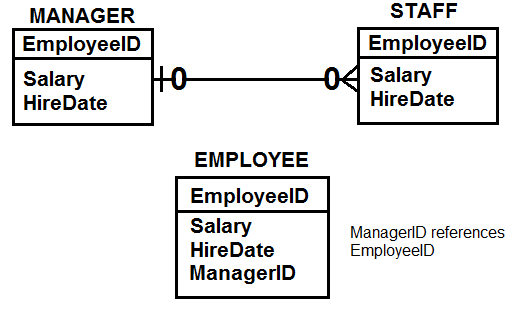 MANAGER
EmployeeID
Salary
HireDate
STAFF
EmployeeID
Salary
HireDate
EMPLOYEE
EmployeeID
Salary
HireDate
ManagerID
ManagerID references
EmployeeID